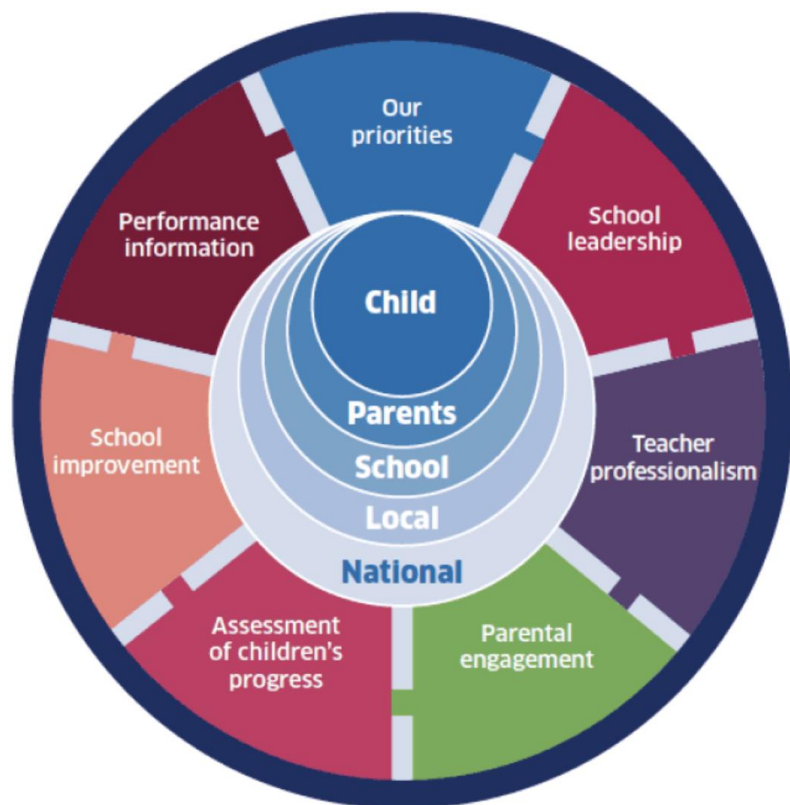 Our
priorities
School
leadership
Teacher
professionalism
Parental
engagement
Assessment
of children's
progress
School
improvement
Performance
information
Child
Parents
School
Local
National